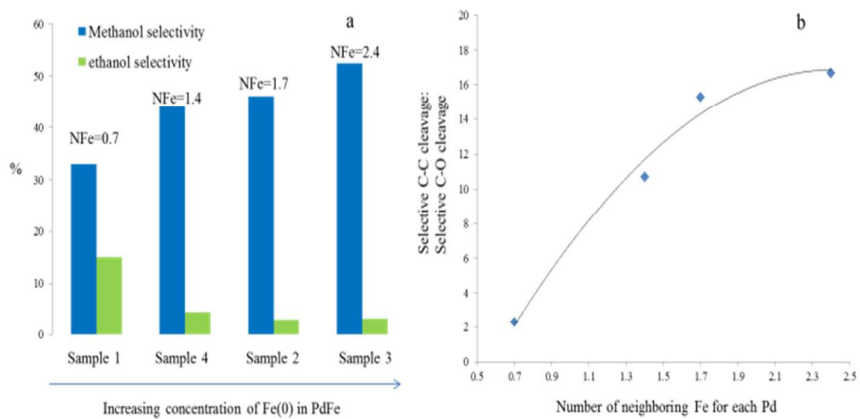 a
60
50
40
30
20
10
0
%
Methanol selectivity
ethanol selectivity
NFe=0.7
NFe=1.4
NFe=1.7
NFe=2.4
Sample 1 Sample 4 Sample 2 Sample 3
Increasing concentration of Fe(0) in PdFe
b
20
18
16
14
12
10
8
6
4
2
0
Selective C-C cleavage:
Selective C-O cleavage
0.5 0.7 0.9 1.1 1.3 1.5 1.7 1.9 2.1 2.3 2.5
Number of neighboring Fe for each Pd